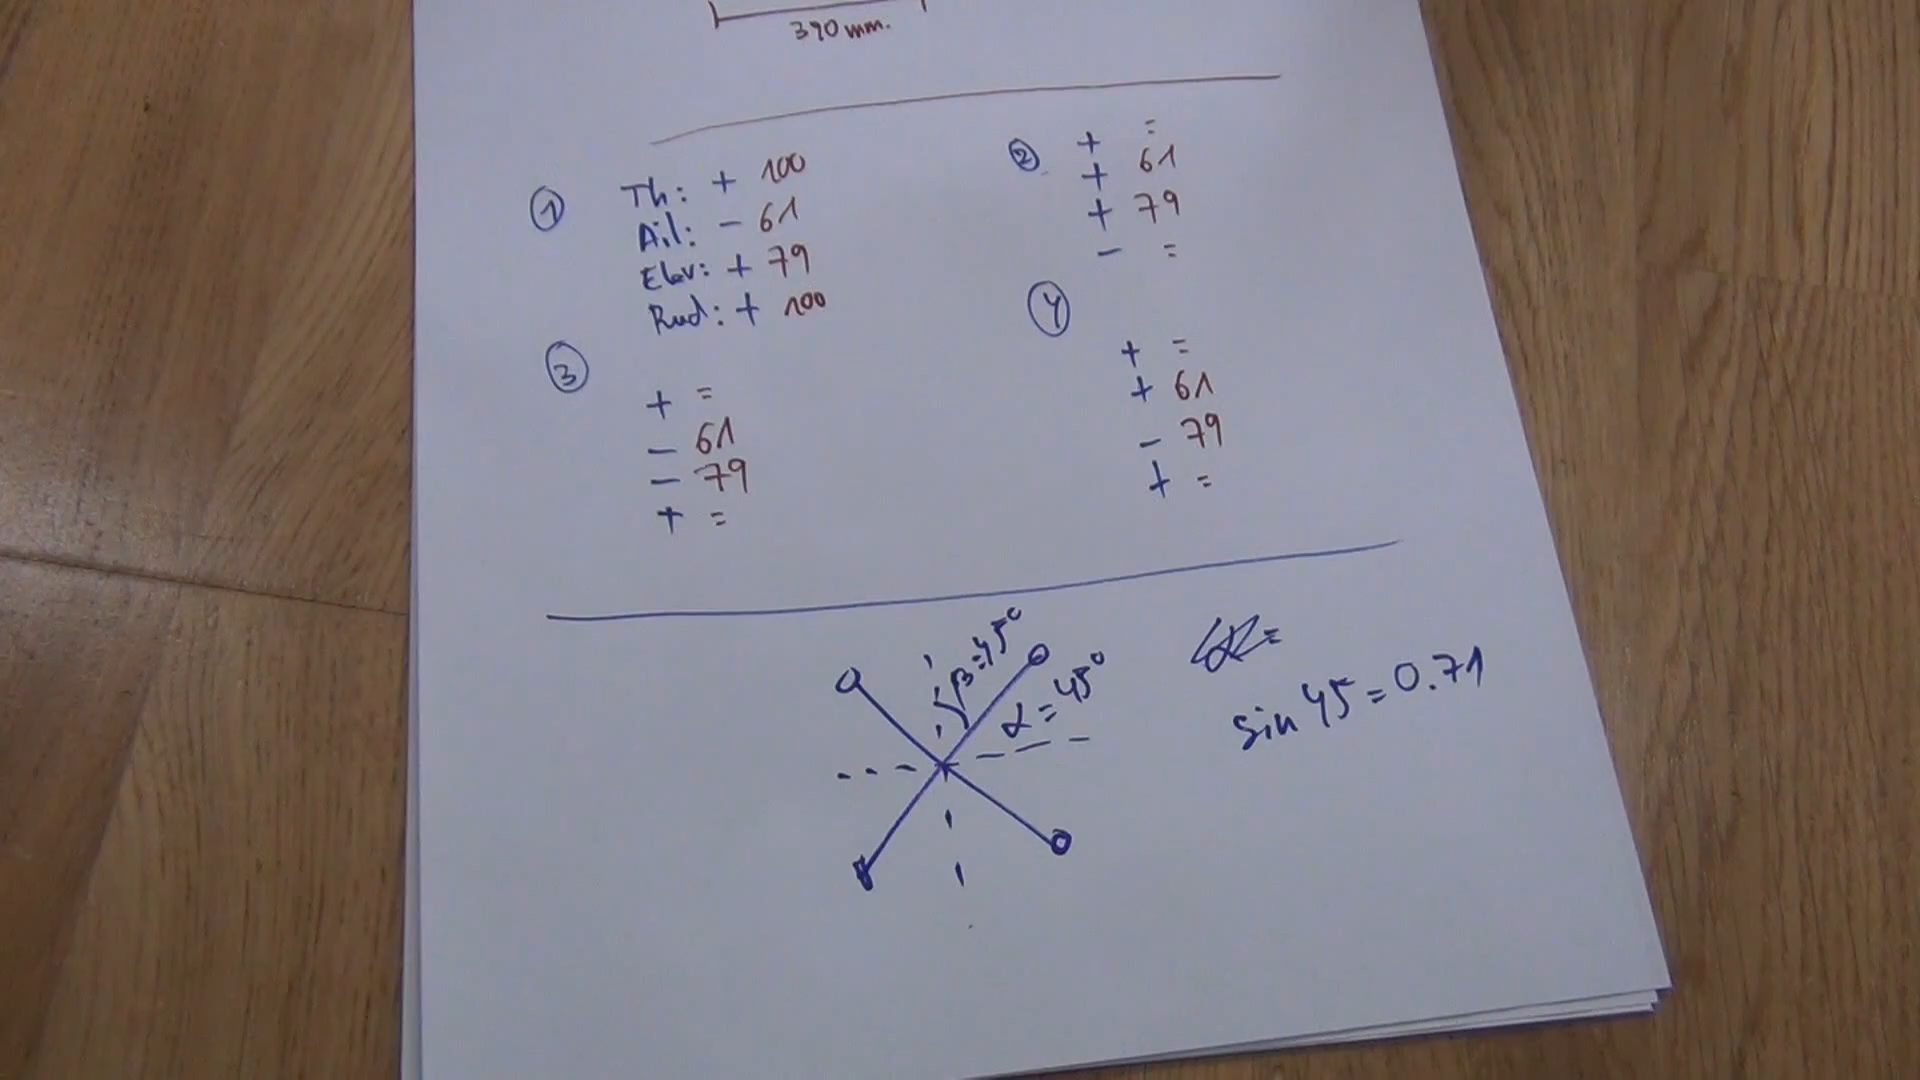 390 mm.
①
Th: + 100
Ail: - 61
Elev: + 79
Rud: + 100
②
+ =
+ 61
+ 79
- =
③
+ =
- 61
- 79
+ =
④
+ =
+ 61
- 79
+ =
β=45°
α=45°
sin 45 = 0.71